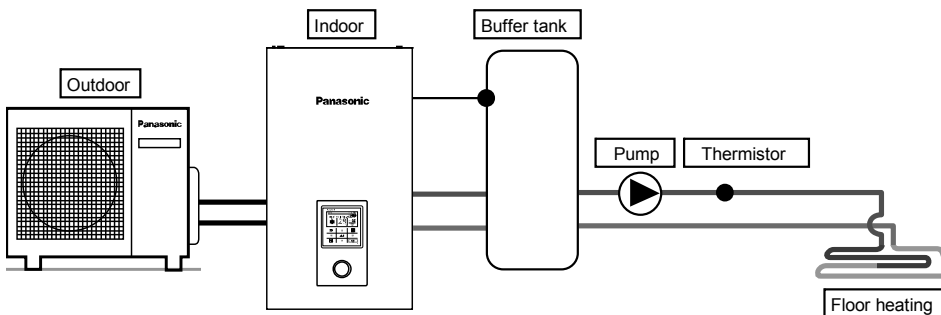 Indoor
Buffer tank
Outdoor
Panasonic
Panasonic
Pump
Thermistor
Floor heating